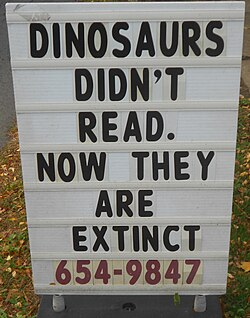 DINOSAURS
DIDN'T
READ.
NOW THEY
ARE
EXTINCT
654-9847